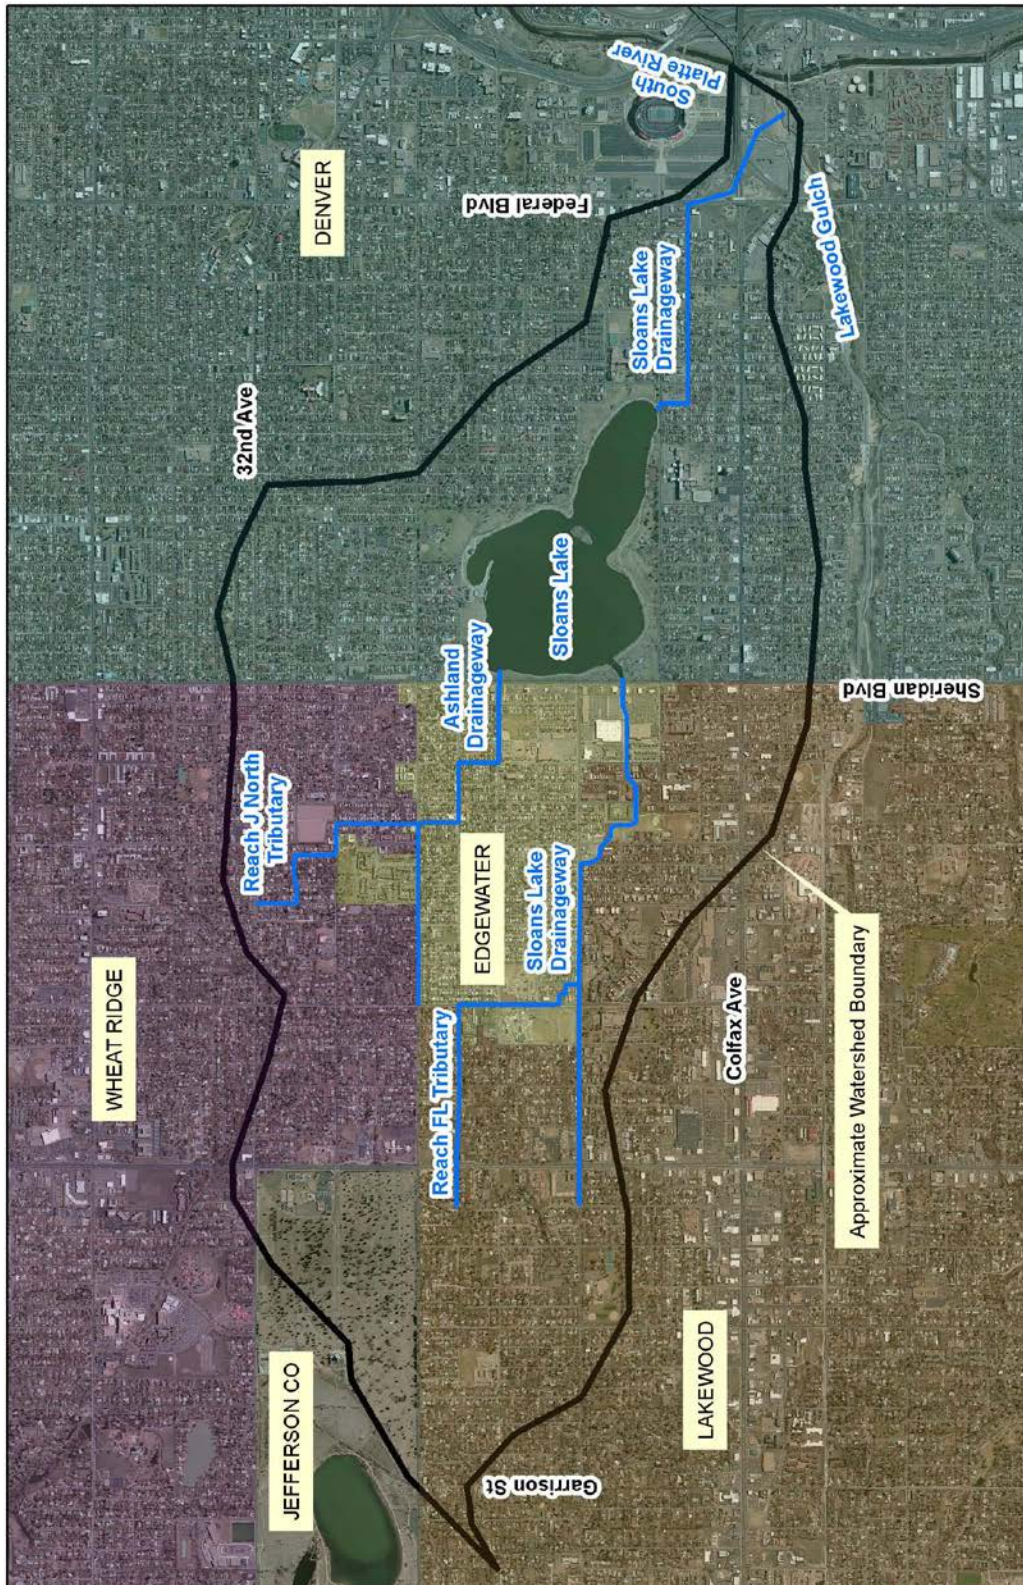 WHEAT RIDGE
JEFFERSON CO
32nd Ave
DENVER
Reach J North
Tributary
Ashland
Drainageway
Federal Blvd
South
Platte River
Reach FL Tributary
EDGEWATER
Sloans Lake
Drainageway
Sloans Lake
Sloans Lake
Drainageway
Garrison St
LAKEWOOD
Colfax Ave
Lakewood Gulch
Sheridan Blvd
Approximate Watershed Boundary